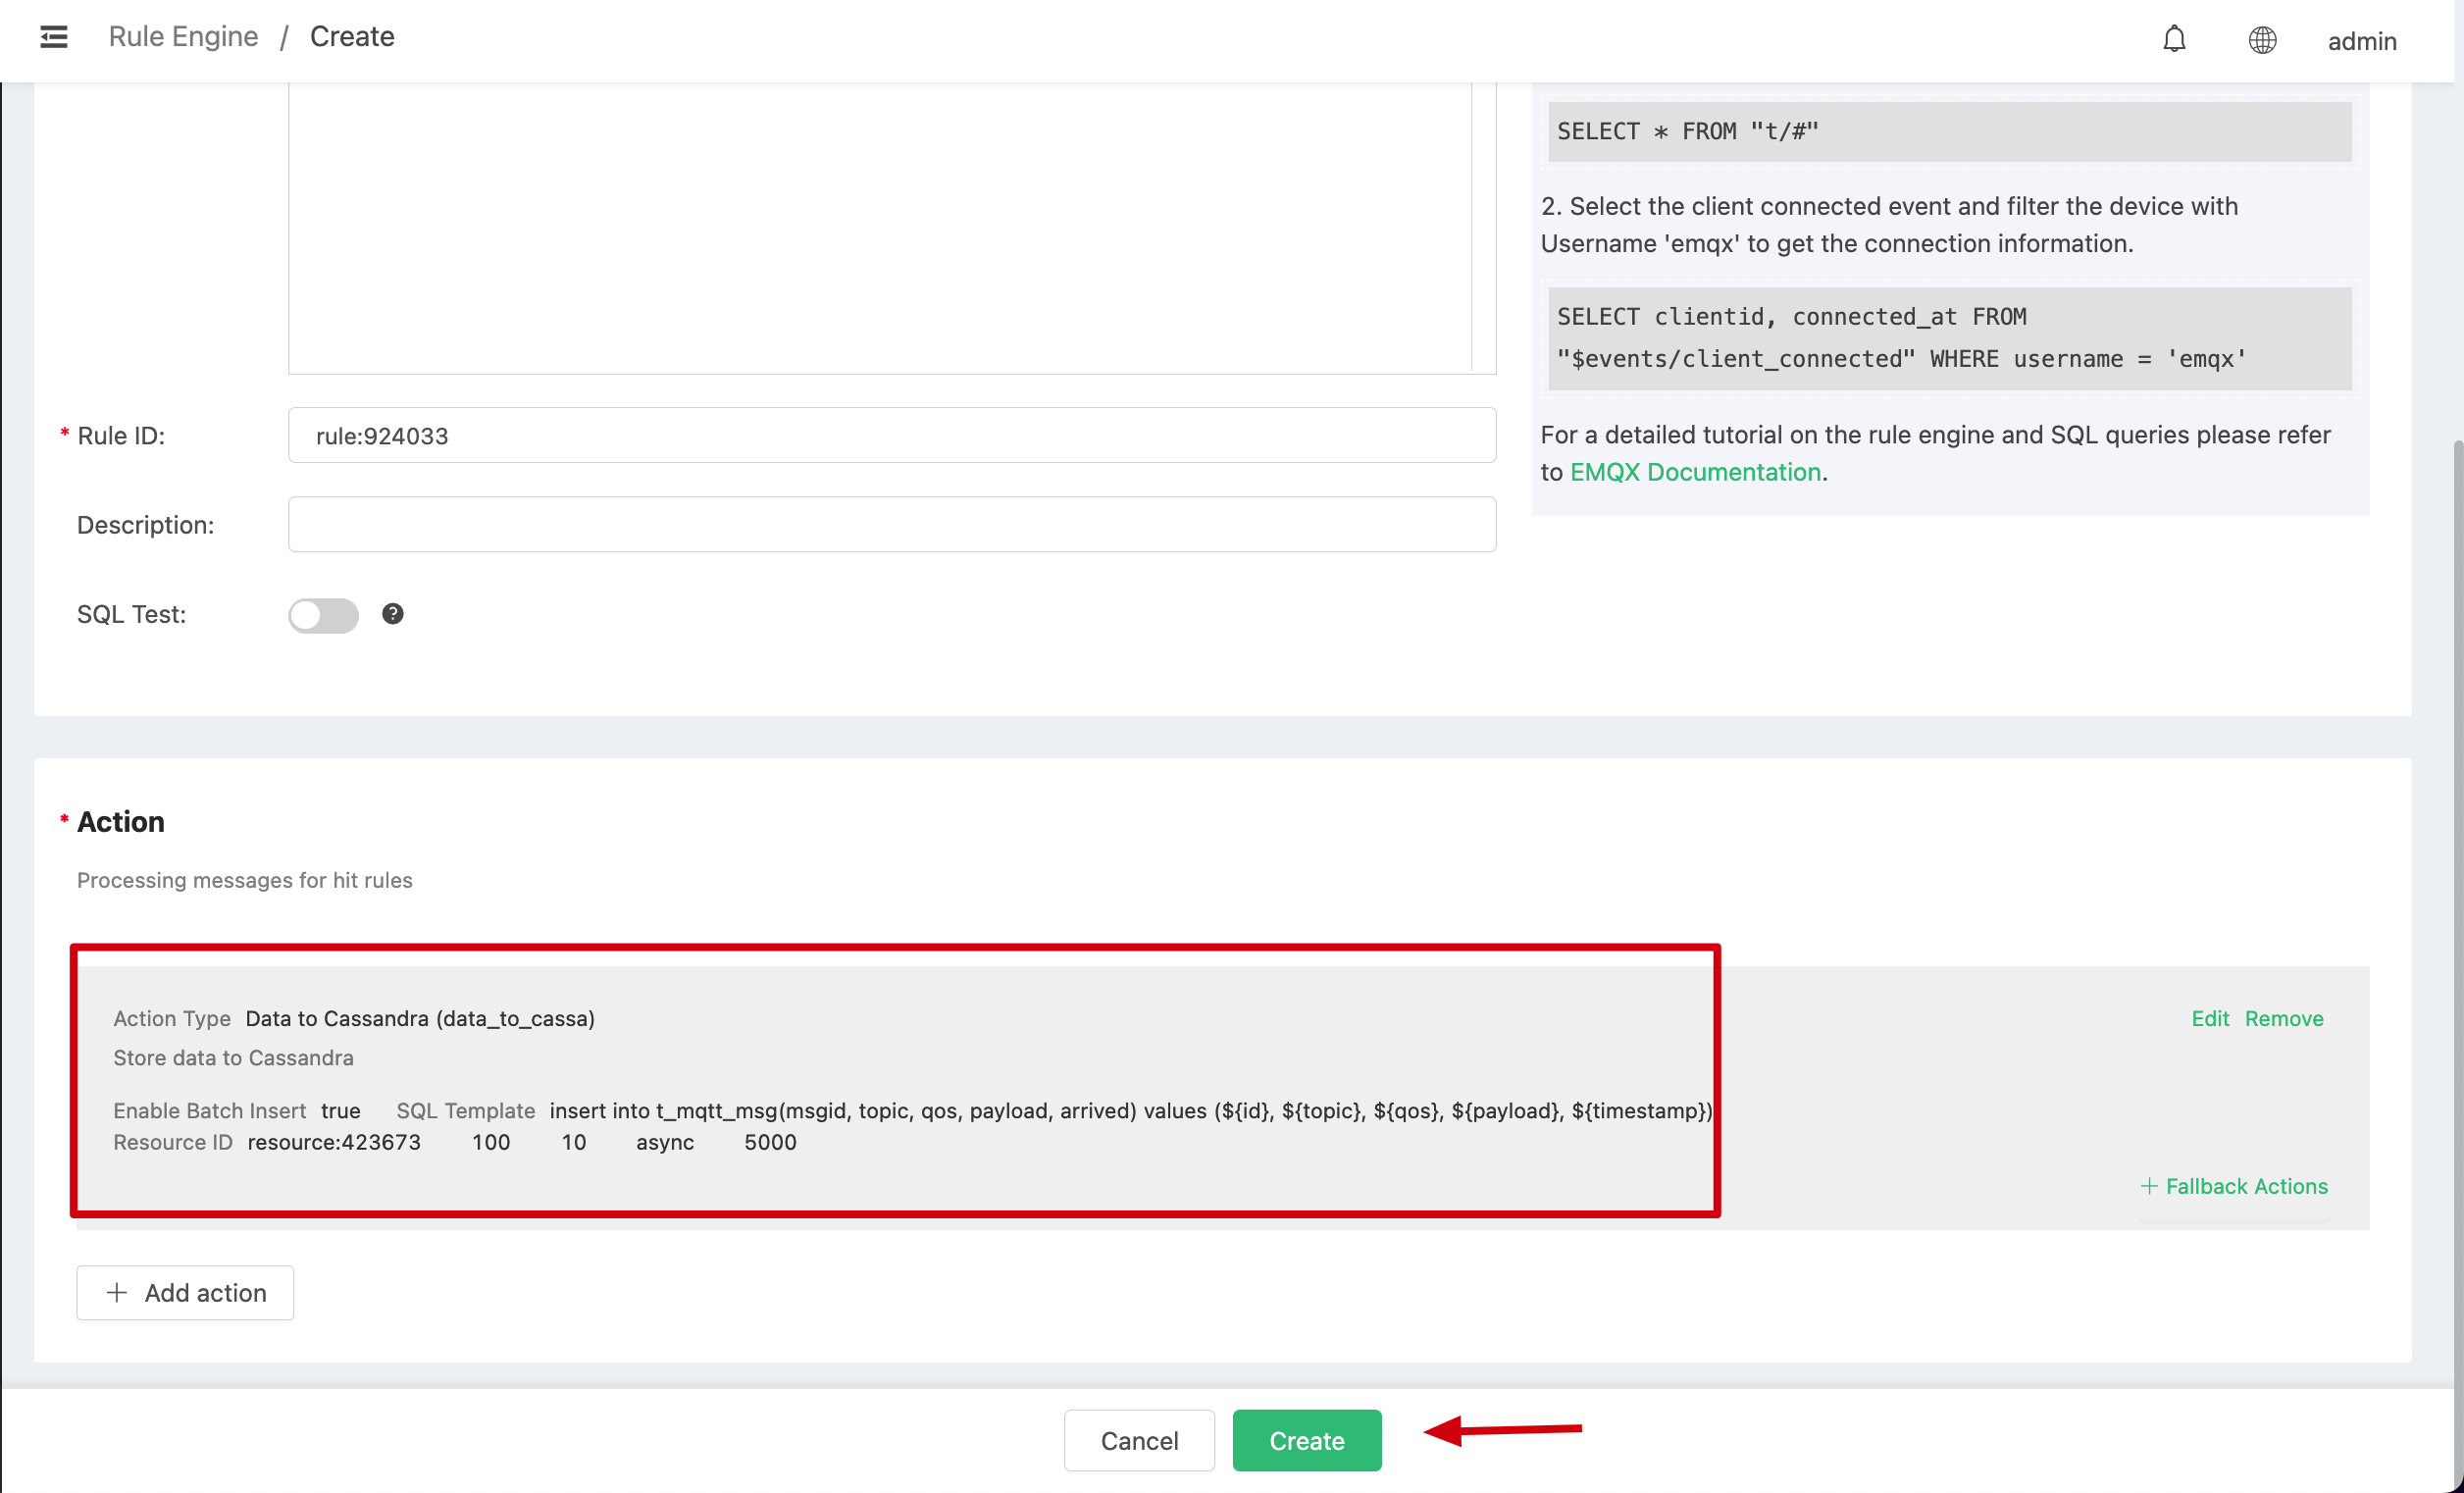 Rule Engine / Create
admin
SELECT * FROM "t/#"
2. Select the client connected event and filter the device with
Username 'emqx' to get the connection information.
SELECT clientid, connected_at FROM
"$events/client_connected" WHERE username = 'emqx'
For a detailed tutorial on the rule engine and SQL queries please refer
to EMQX Documentation.
* Rule ID:
rule:924033
Description:
SQL Test:
?
* Action
Processing messages for hit rules
Action Type Data to Cassandra (data_to_cassa)
Edit Remove
Store data to Cassandra
Enable Batch Insert true SQL Template insert into t_mqtt_msg(msgid, topic, qos, payload, arrived) values (${id}, ${topic}, ${qos}, ${payload}, ${timestamp})
Resource ID resource:423673 100 10 async 5000
+ Fallback Actions
+ Add action
Cancel
Create